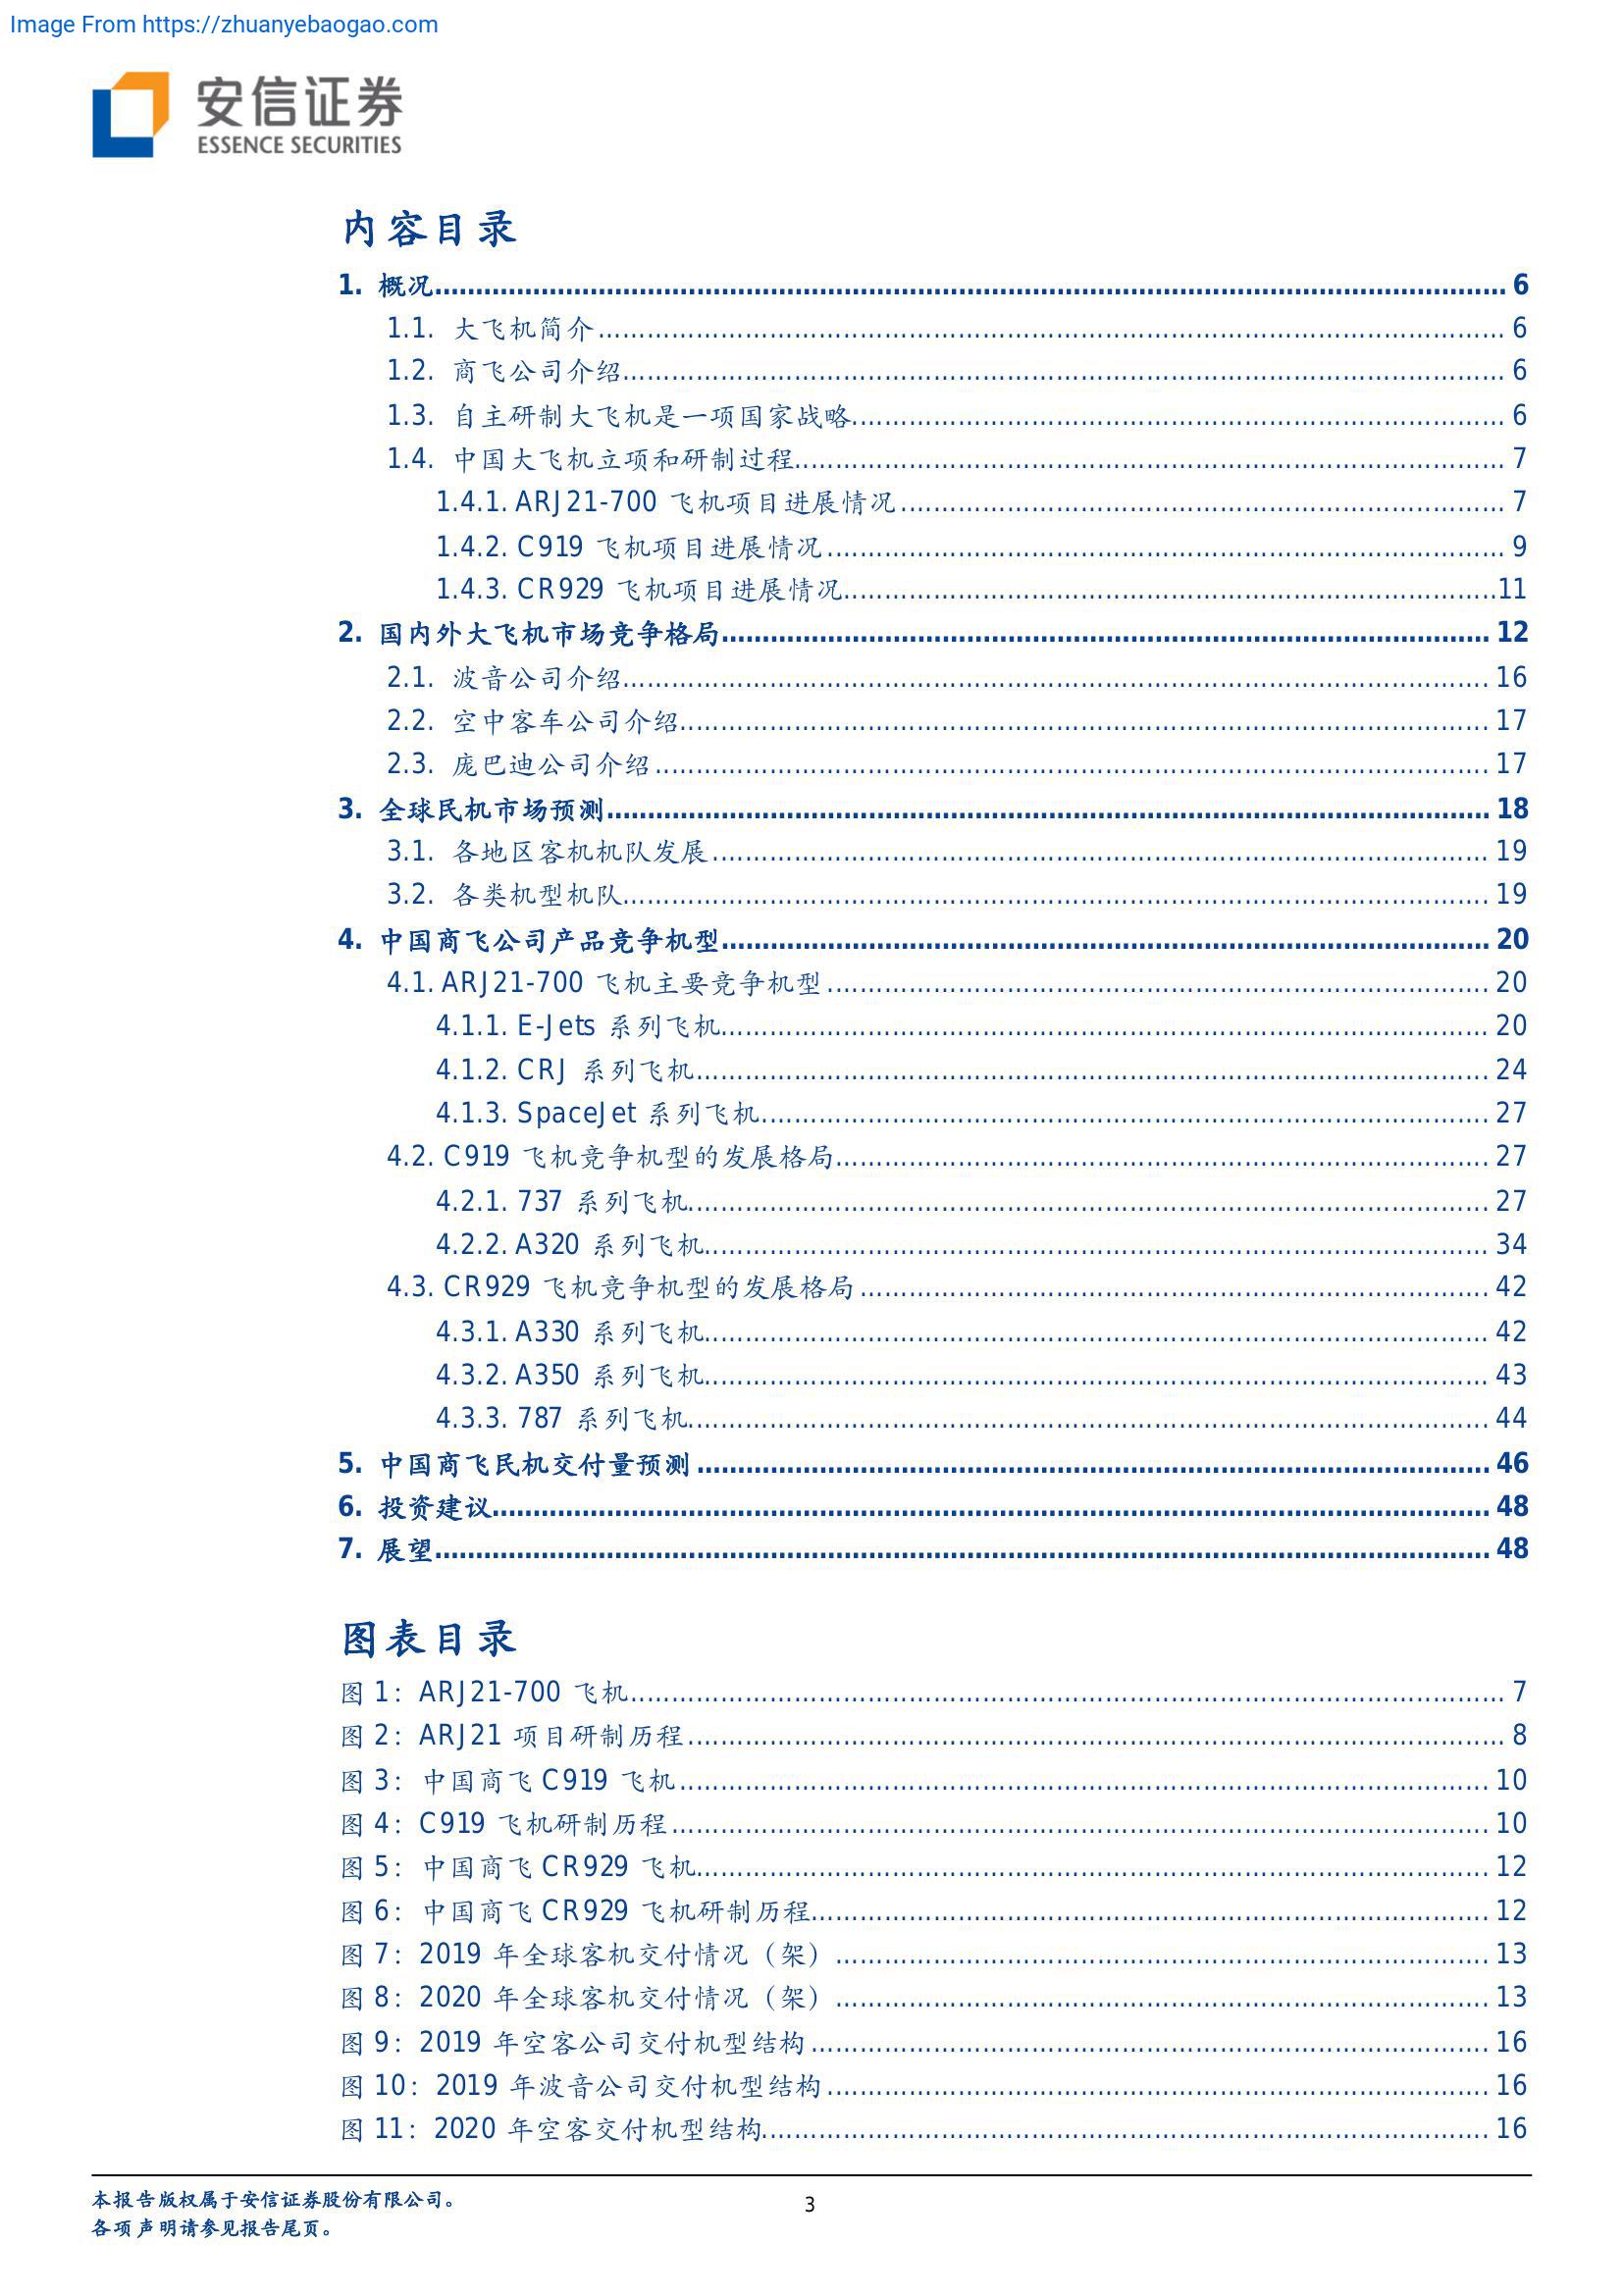 Image From https://zhuanyebaogao.com
安信证券
ESSENCE SECURITIES
内容目录
1. 概况 6
1.1. 大飞机简介 6
1.2. 商飞公司介绍 6
1.3. 自主研制大飞机是一项国家战略 6
1.4. 中国大飞机立项和研制过程 7
1.4.1. ARJ21-700 飞机项目进展情况 7
1.4.2. C919 飞机项目进展情况 9
1.4.3. CR929 飞机项目进展情况 11
2. 国内外大飞机市场竞争格局 12
2.1. 波音公司介绍 16
2.2. 空中客车公司介绍 17
2.3. 庞巴迪公司介绍 17
3. 全球民机市场预测 18
3.1. 各地区客机机队发展 19
3.2. 各类机型机队 19
4. 中国商飞公司产品竞争机型 20
4.1. ARJ21-700 飞机主要竞争机型 20
4.1.1. E-Jets 系列飞机 20
4.1.2. CRJ 系列飞机 24
4.1.3. SpaceJet 系列飞机 27
4.2. C919 飞机竞争机型的发展格局 27
4.2.1. 737 系列飞机 27
4.2.2. A320 系列飞机 34
4.3. CR929 飞机竞争机型的发展格局 42
4.3.1. A330 系列飞机 42
4.3.2. A350 系列飞机 43
4.3.3. 787 系列飞机 44
5. 中国商飞民机交付量预测 46
6. 投资建议 48
7. 展望 48
图表目录
图 1：ARJ21-700 飞机 7
图 2：ARJ21 项目研制历程 8
图 3：中国商飞 C919 飞机 10
图 4：C919 飞机研制历程 10
图 5：中国商飞 CR929 飞机 12
图 6：中国商飞 CR929 飞机研制历程 12
图 7：2019 年全球客机交付情况（架） 13
图 8：2020 年全球客机交付情况（架） 13
图 9：2019 年空客公司交付机型结构 16
图 10：2019 年波音公司交付机型结构 16
图 11：2020 年空客交付机型结构 16
本报告版权属于安信证券股份有限公司。
各项声明请参见报告尾页。
3